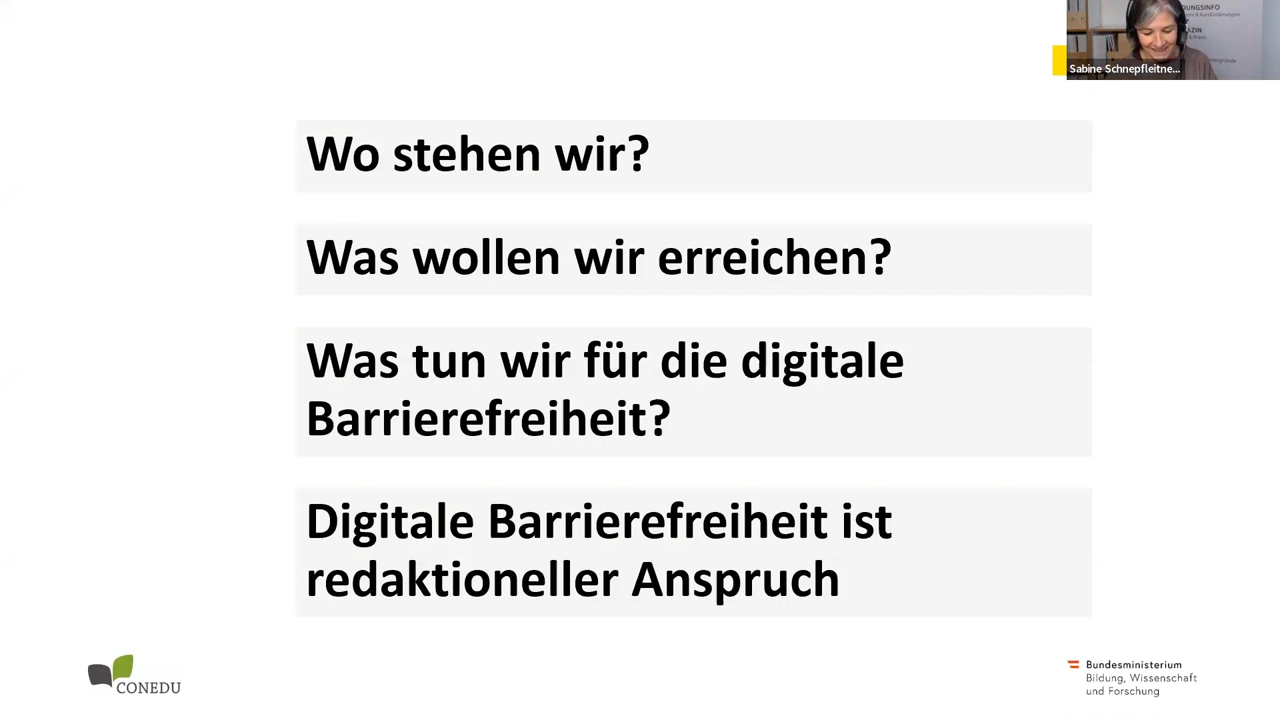 Sabine Schnepfleitne...
Wo stehen wir?
Was wollen wir erreichen?
Was tun wir für die digitale
Barrierefreiheit?
Digitale Barrierefreiheit ist
redaktioneller Anspruch
CONEDU
Bundesministerium
Bildung, Wissenschaft
und Forschung